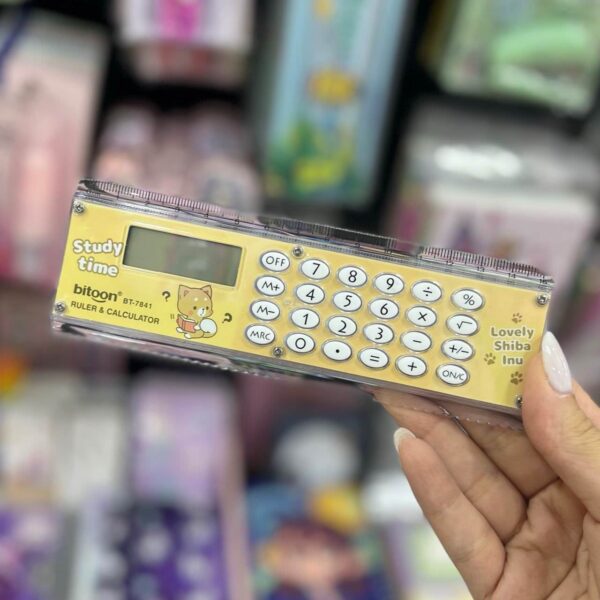 Study
time
bitoon® BT-7841
RULER & CALCULATOR
? ?
OFF 7 8 9 ÷ %
M+ 4 5 6 × √
M− 1 2 3 − +/−
MRC 0 • = + ON/C
Lovely
Shiba
Inu